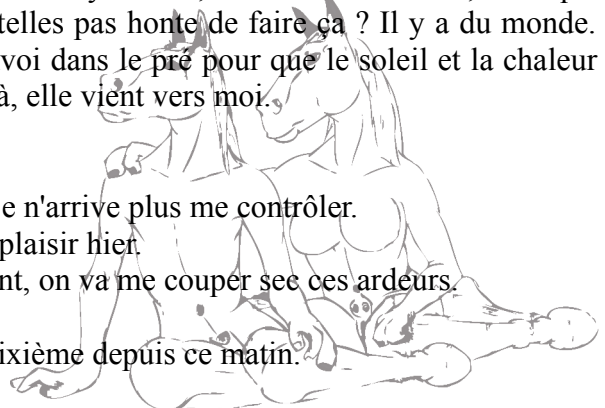 telles pas honte de faire ça ? Il y a du monde.
voi dans le pré pour que le soleil et la chaleur
à, elle vient vers moi.
e n'arrive plus me contrôler.
plaisir hier.
nt, on va me couper sec ces ardeurs.
ixième depuis ce matin.